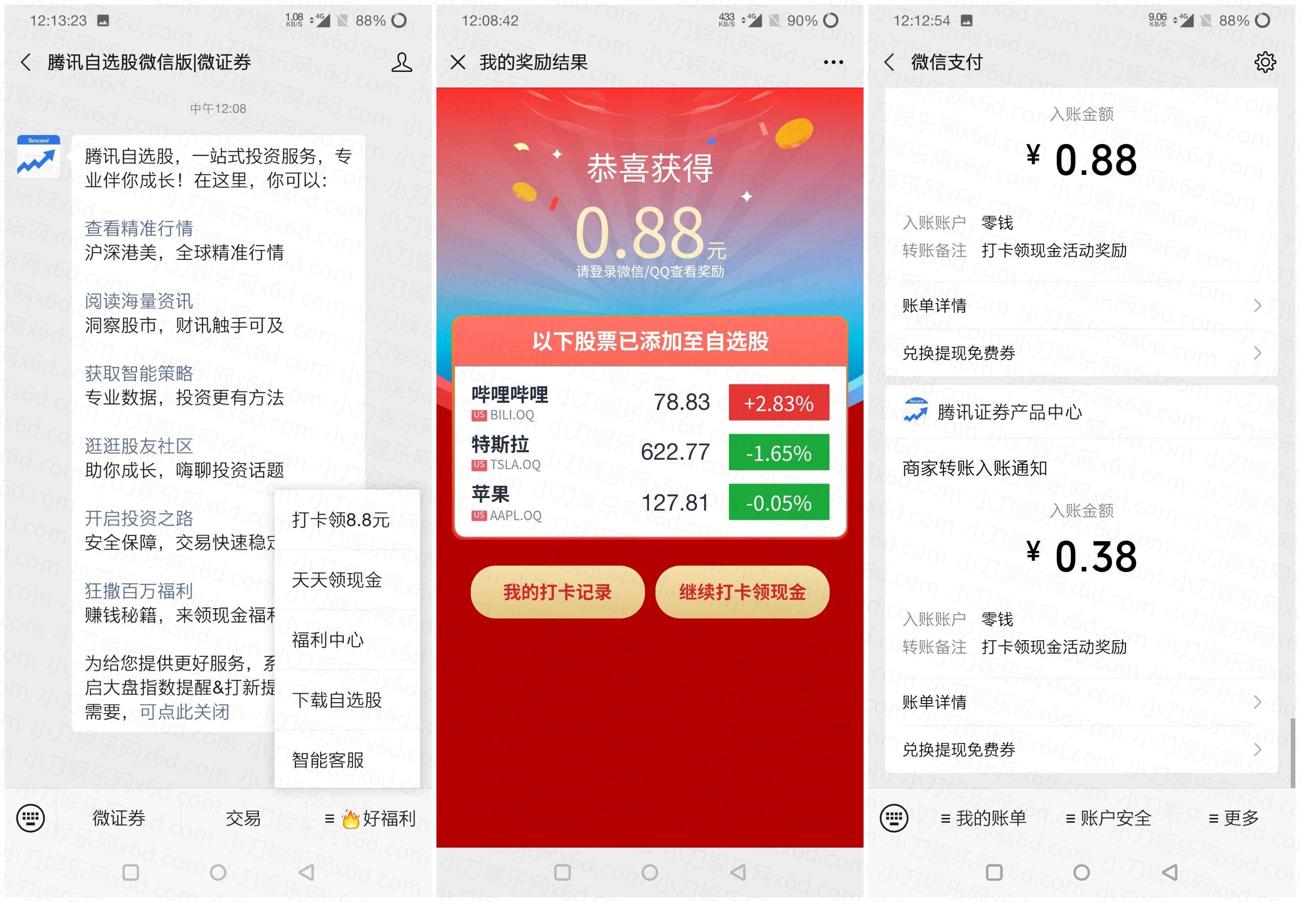 12:13:23
1.08
KB/S
4G
88%
腾讯自选股微信版|微证券
中午12:08
Tencent
腾讯自选股，一站式投资服务，专
业伴你成长！在这里，你可以：
查看精准行情
沪深港美，全球精准行情
阅读海量资讯
洞察股市，财讯触手可及
获取智能策略
专业数据，投资更有方法
逛逛股友社区
助你成长，嗨聊投资话题
开启投资之路
安全保障，交易快速稳定
狂撒百万福利
赚钱秘籍，来领现金福利
为给您提供更好服务，系
启大盘指数提醒&打新提
需要，可点此关闭
打卡领8.8元
天天领现金
福利中心
下载自选股
智能客服
微证券
交易
好福利
12:08:42
433
KB/S
4G
90%
我的奖励结果
恭喜获得
0.88元
请登录微信/QQ查看奖励
以下股票已添加至自选股
哔哩哔哩
78.83
+2.83%
US BILI.OQ
特斯拉
622.77
-1.65%
US TSLA.OQ
苹果
127.81
-0.05%
US AAPL.OQ
我的打卡记录
继续打卡领现金
12:12:54
9.06
KB/S
4G
88%
微信支付
入账金额
¥ 0.88
入账账户 零钱
转账备注 打卡领现金活动奖励
账单详情
兑换提现免费券
腾讯证券产品中心
商家转账入账通知
入账金额
¥ 0.38
入账账户 零钱
转账备注 打卡领现金活动奖励
账单详情
兑换提现免费券
我的账单
账户安全
更多
小刀娱乐网x6d.com